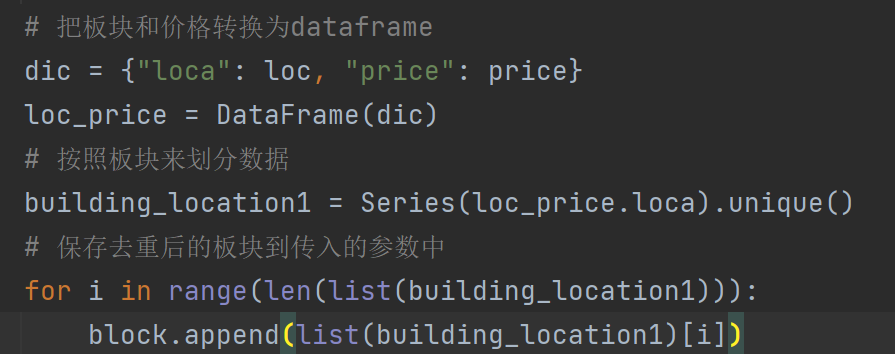 # 把板块和价格转换为dataframe
dic = {"loca": loc, "price": price}
loc_price = DataFrame(dic)
# 按照板块来划分数据
building_location1 = Series(loc_price.loca).unique()
# 保存去重后的板块到传入的参数中
for i in range(len(list(building_location1))):
    block.append(list(building_location1)[i])